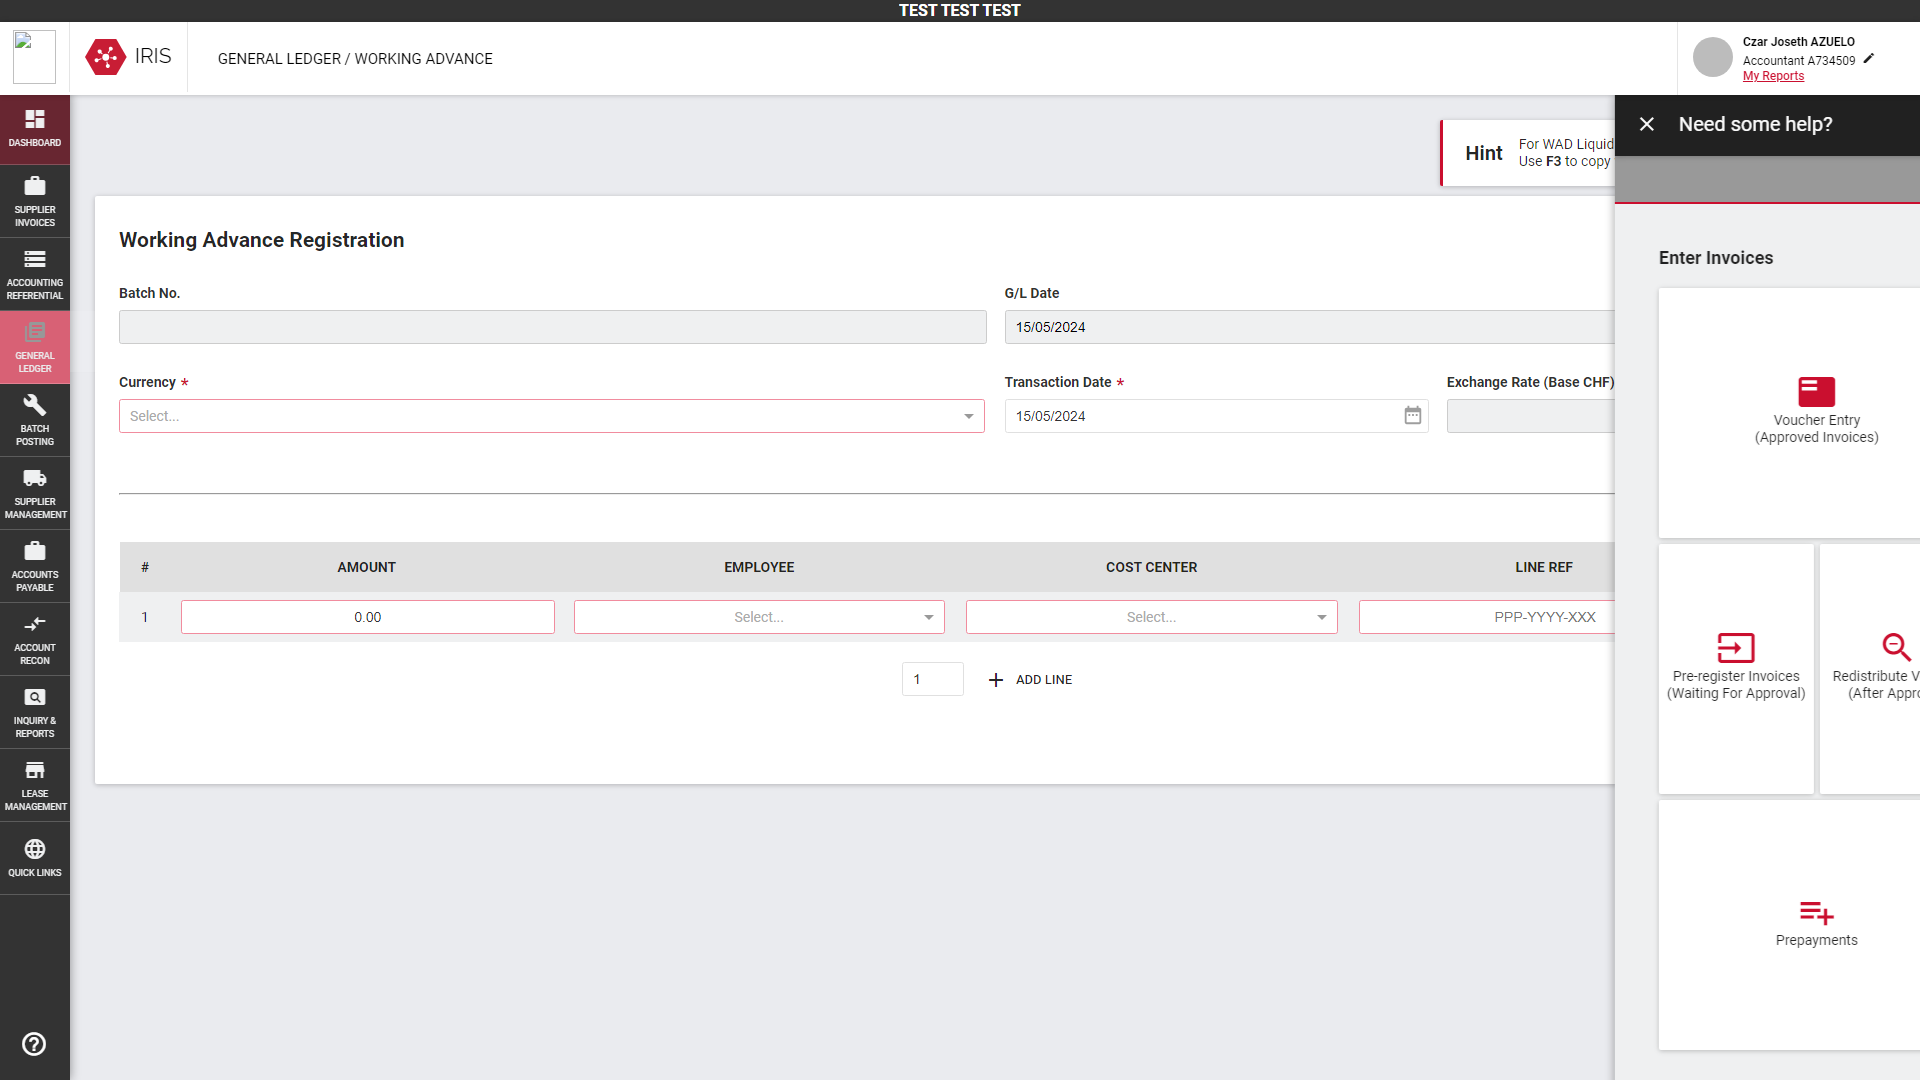 TEST TEST TEST
IRIS
GENERAL LEDGER / WORKING ADVANCE
Czar Joseth AZUELO
Accountant A734509
My Reports
DASHBOARD
SUPPLIER
INVOICES
ACCOUNTING
REFERENTIAL
GENERAL
LEDGER
BATCH
POSTING
SUPPLIER
MANAGEMENT
ACCOUNTS
PAYABLE
ACCOUNT
RECON
INQUIRY &
REPORTS
LEASE
MANAGEMENT
QUICK LINKS
Hint
For WAD Liquid
Use F3 to copy
Working Advance Registration
Batch No.
G/L Date
15/05/2024
Currency *
Transaction Date *
Exchange Rate (Base CHF)
Select...
15/05/2024
# AMOUNT EMPLOYEE COST CENTER LINE REF
1 0.00 Select... Select... PPP-YYYY-XXX
1 ADD LINE
Need some help?
Enter Invoices
Voucher Entry
(Approved Invoices)
Pre-register Invoices
(Waiting For Approval)
Redistribute V
(After Appro
Prepayments